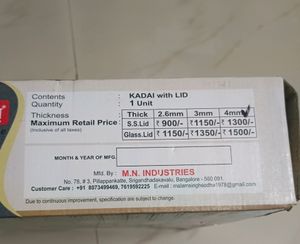 Contents : KADAI with LID
Quantity : 1 Unit
Thickness Thick 2.6mm 3mm 4mm
Maximum Retail Price: S.S.Lid ₹ 900/- ₹ 1150/- ₹ 1300/-
(Inclusive of all taxes) Glass.Lid ₹ 1150/- ₹ 1350/- ₹ 1500/-
MONTH & YEAR OF MFG.
Mfd. By : M.N. INDUSTRIES
No. 78, # 3, Pillappankatte, Srigandhadakavalu, Bangalore - 560 091.
Customer Care : +91 8073499469, 7619592225 E-mail :
Due to continuous improvement, specification are subject to change.